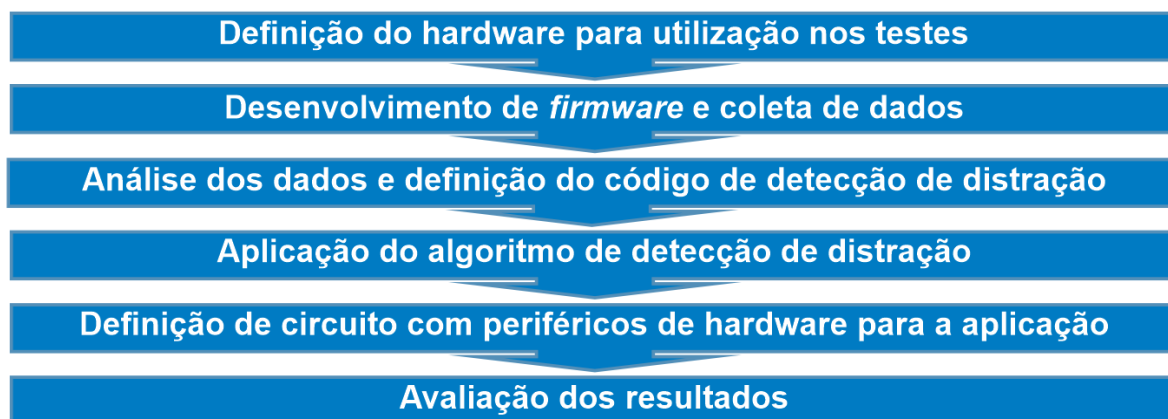 Definição do hardware para utilização nos testes
Desenvolvimento de firmware e coleta de dados
Análise dos dados e definição do código de detecção de distração
Aplicação do algoritmo de detecção de distração
Definição de circuito com periféricos de hardware para a aplicação
Avaliação dos resultados